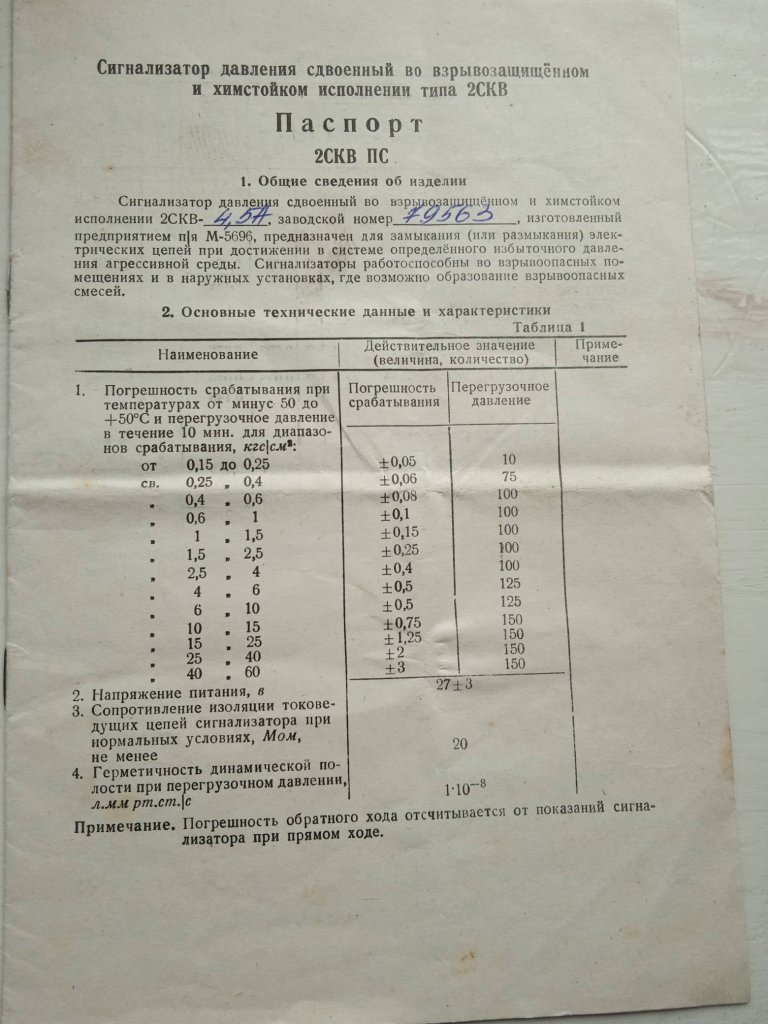 Сигнализатор давления сдвоенный во взрывозащищённом
и химстойком исполнении типа 2СКВ
Паспорт
2СКВ ПС
1. Общие сведения об изделии
Сигнализатор давления сдвоенный во взрывозащищённом и химстойком
исполнении 2СКВ- 4,5А, заводской номер 79563, изготовленный
предприятием п|я М-5696, предназначен для замыкания (или размыкания) элек-
трических цепей при достижении в системе определённого избыточного давле-
ния агрессивной среды. Сигнализаторы работоспособны во взрывоопасных по-
мещениях и в наружных установках, где возможно образование взрывоопасных
смесей.
2. Основные технические данные и характеристики
Таблица 1
Наименование Действительное значение (величина, количество) Приме-чание
1. Погрешность срабатывания при Погрешность Перегрузочное
температурах от минус 50 до срабатывания давление
+50°С и перегрузочное давление
в течение 10 мин. для диапазо-
нов срабатывания, кгс|см²:
от 0,15 до 0,25 ±0,05 10
св. 0,25 „ 0,4 ±0,06 75
„ 0,4 „ 0,6 ±0,08 100
„ 0,6 „ 1 ±0,1 100
„ 1 „ 1,5 ±0,15 100
„ 1,5 „ 2,5 ±0,25 100
„ 2,5 „ 4 ±0,4 100
„ 4 „ 6 ±0,5 125
„ 6 „ 10 ±0,5 125
„ 10 „ 15 ±0,75 150
„ 15 „ 25 ±1,25 150
„ 25 „ 40 ±2 150
„ 40 „ 60 ±3 150
2. Напряжение питания, в 27±3
3. Сопротивление изоляции токове-
дущих цепей сигнализатора при
нормальных условиях, Мом,
не менее 20
4. Герметичность динамической по-
лости при перегрузочном давлении,
л.мм рт.ст.|с 1·10⁻⁸
Примечание. Погрешность обратного хода отсчитывается от показаний сигна-
лизатора при прямом ходе.